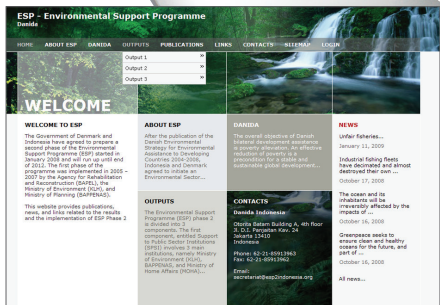 ESP - Environmental Support Programme
Danida
HOME ABOUT ESP DANIDA OUTPUTS PUBLICATIONS LINKS CONTACTS SITEMAP LOGIN
Output 1 »
Output 2 »
Output 3 »
WELCOME
WELCOME TO ESP
The Government of Denmark and
Indonesia have agreed to prepare a
second phase of the Environmental
Support Programme (ESP) started in
January 2008 and will run up until end
of 2012. The first phase of the
programme was implemented in 2005 –
2007 by the Agency for Rehabilitation
and Reconstruction (BAPEL), the
Ministry of Environment (KLH), and
Ministry of Planning (BAPPENAS).
This website provides publications,
news, and links related to the results
and the implementation of ESP Phase 2
ABOUT ESP
After the publication of the
Danish Environmental
Strategy for Environmental
Assistance to Developing
Countries 2004-2008,
Indonesia and Denmark
agreed to initiate an
Environmental Sector...
OUTPUTS
The Environmental Support
Programme (ESP) phase 2
is divided into 3
components. The first
component, entitled Support
to Public Sector Institutions
(SPSI) involves 3 main
institutions, namely Ministry
of Environment (KLH),
BAPPENAS, and Ministry of
Home Affairs (MOHA)...
DANIDA
The overall objective of Danish
bilateral development assistance
is poverty alleviation. An effective
reduction of poverty is a
precondition for a stable and
sustainable global development...
CONTACTS
Danida Indonesia
Otorita Batam Building A, 4th floor
Jl. D.I. Panjaitan Kav. 24
Jakarta 13410
Indonesia
Phone: 62-21-85913963
Fax: 62-21-85913962
Email:
secretariat@esp2indonesia.org
NEWS
Unfair fisheries...
January 11, 2009
Industrial fishing fleets
have decimated and almost
destroyed their own ...
October 17, 2008
The ocean and its
inhabitants will be
irreversibly affected by the
impacts of ...
October 16, 2008
Greenpeace seeks to
ensure clean and healthy
oceans for the future, and
part of ...
October 16, 2008
All news...